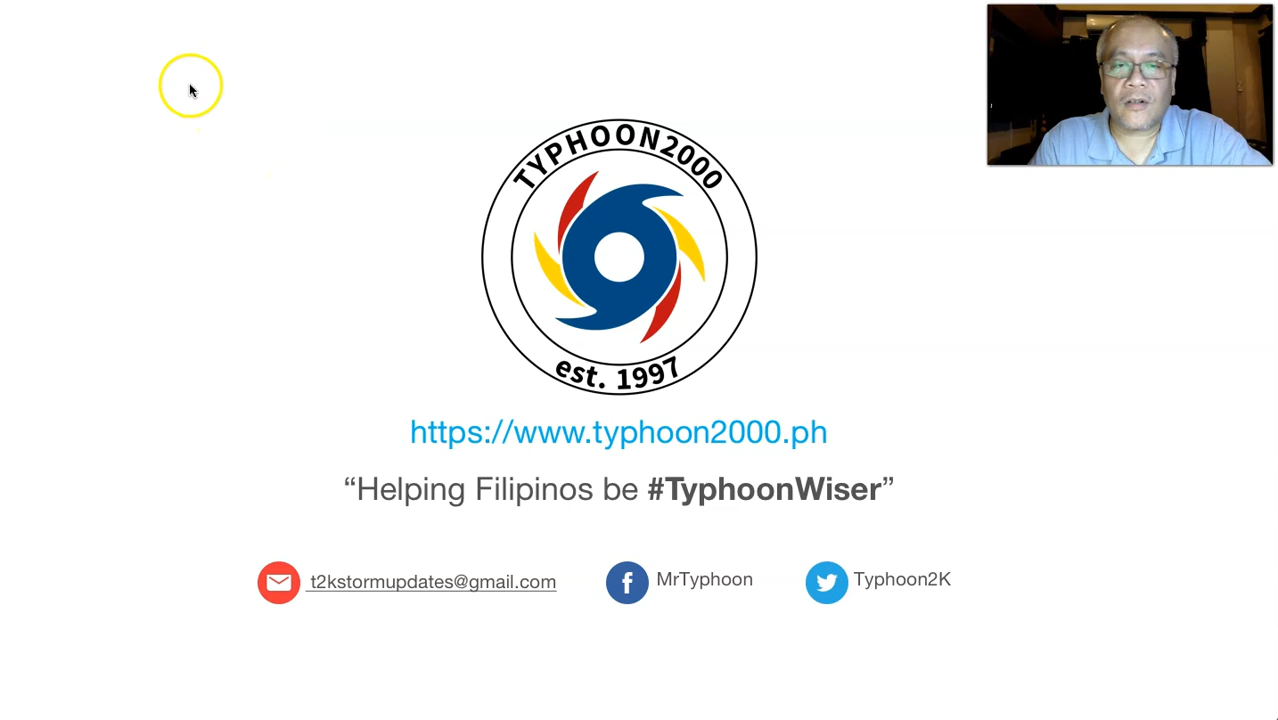 TYPHOON2000
est. 1997
https://www.typhoon2000.ph
“Helping Filipinos be #TyphoonWiser”
t2kstormupdates@gmail.com
MrTyphoon
Typhoon2K